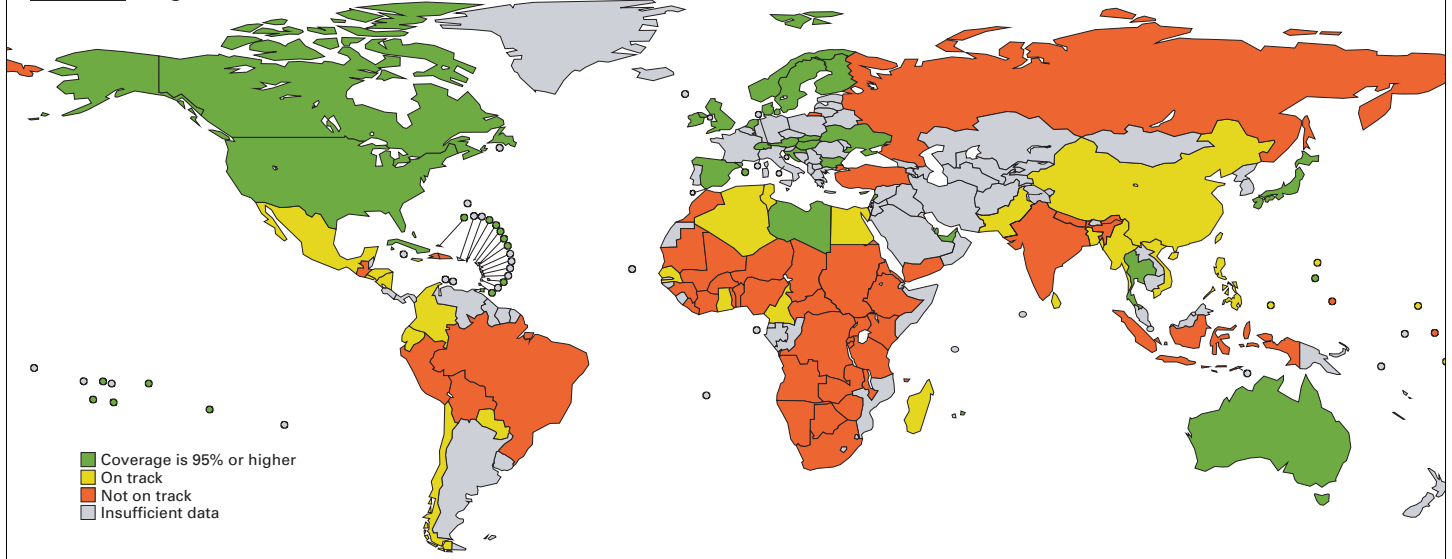 Coverage is 95% or higher
On track
Not on track
Insufficient data